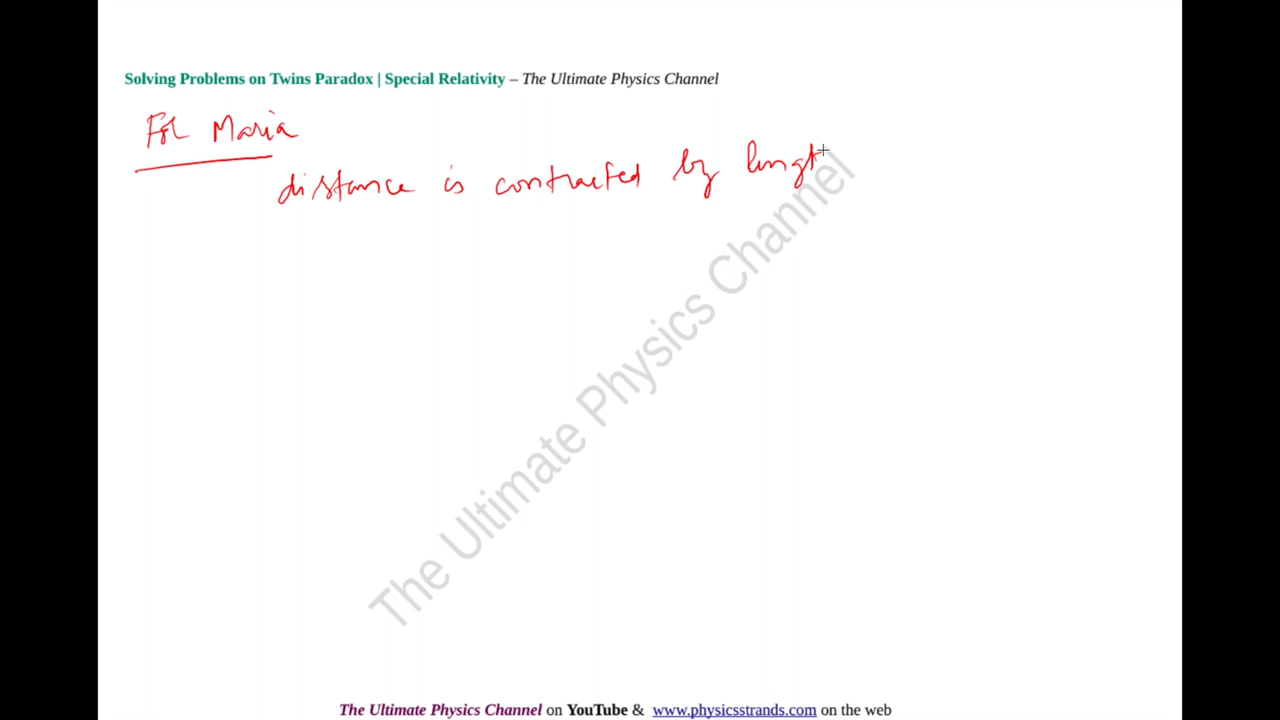 Solving Problems on Twins Paradox | Special Relativity – The Ultimate Physics Channel
For Maria
distance is contracted by lengt
The Ultimate Physics Channel
The Ultimate Physics Channel on YouTube & www.physicsstrands.com on the web